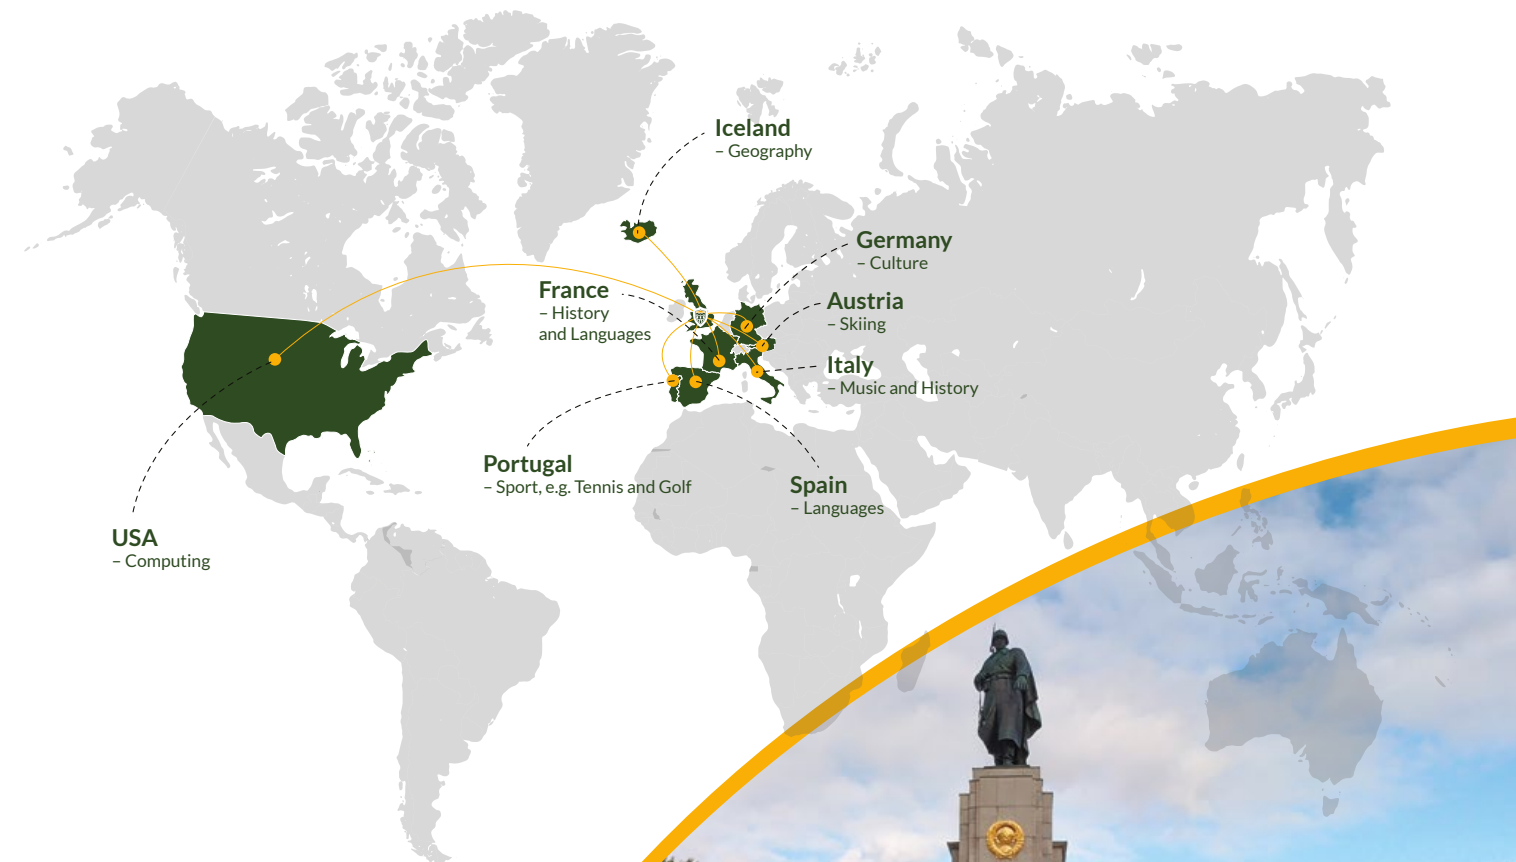 Iceland
– Geography
Germany
– Culture
France
– History
and Languages
Austria
– Skiing
Italy
– Music and History
Portugal
– Sport, e.g. Tennis and Golf
Spain
– Languages
USA
– Computing